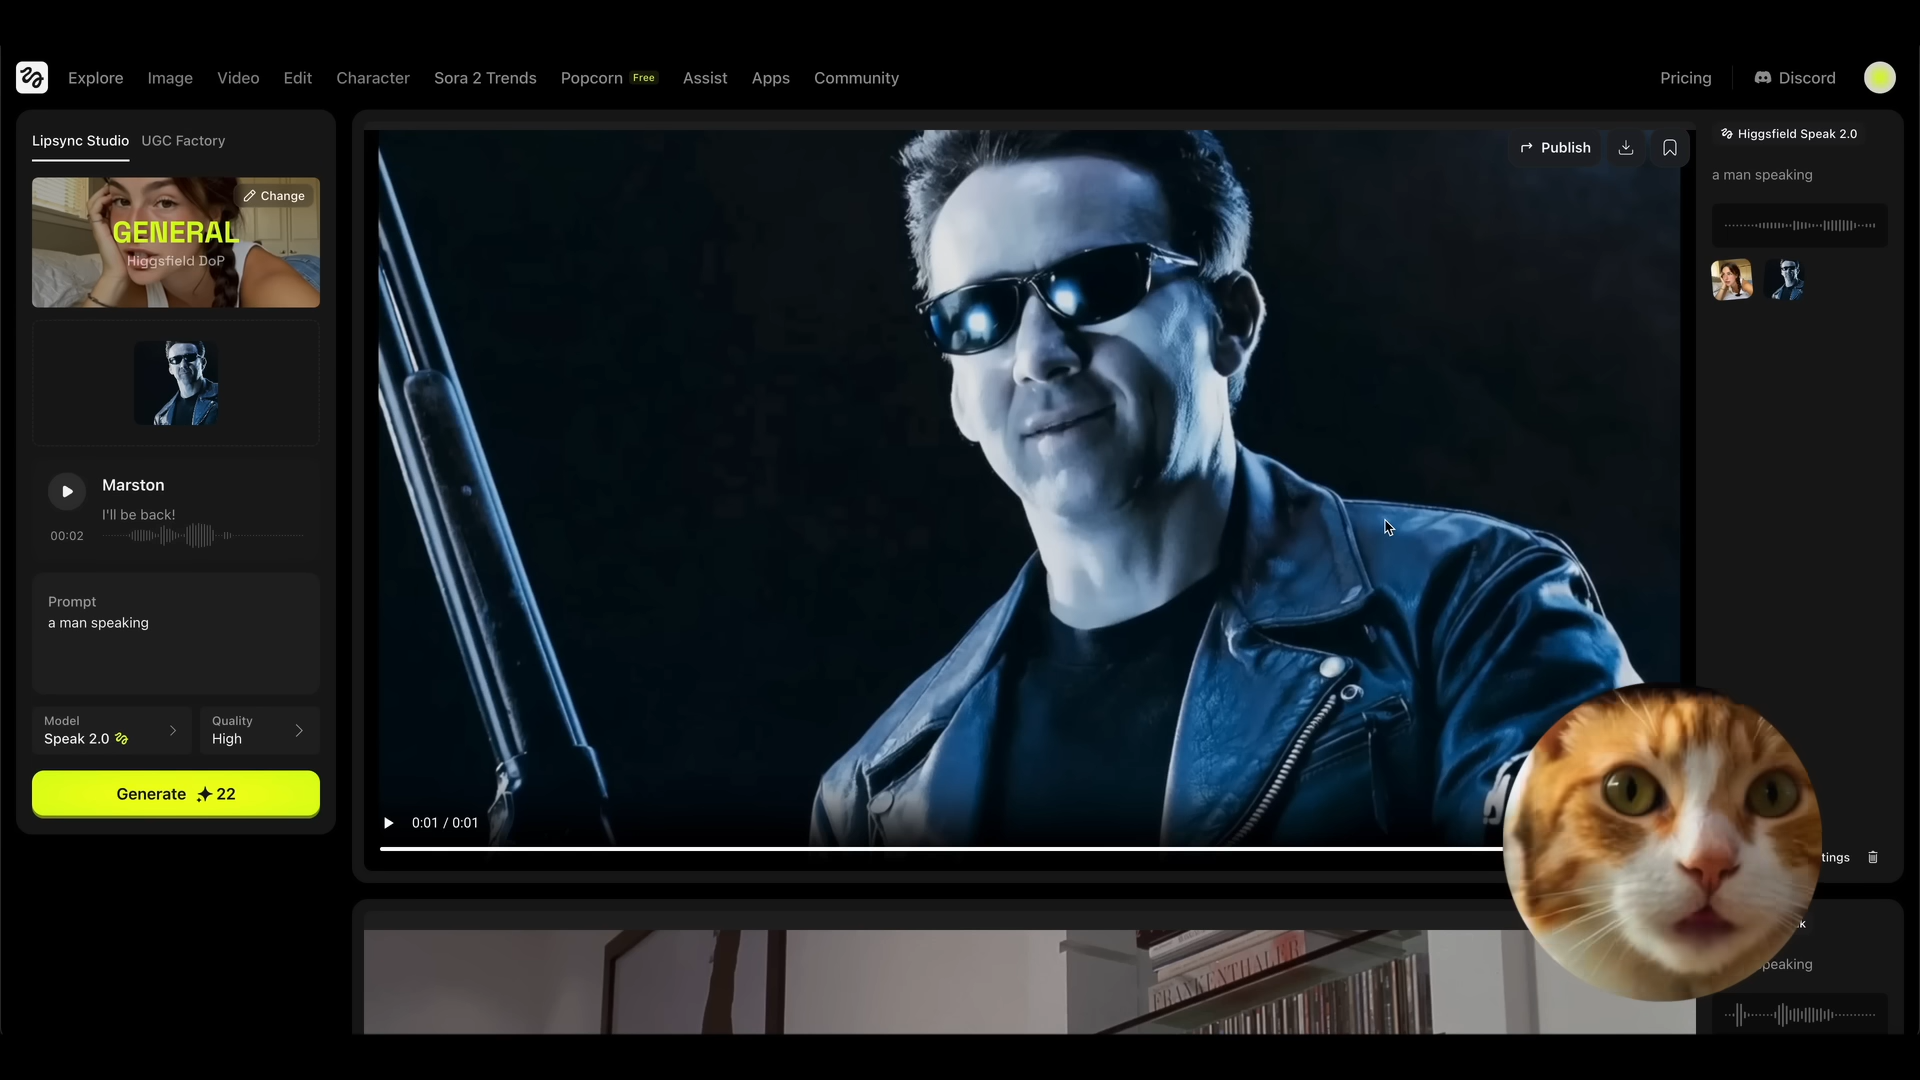 Explore Image Video Edit Character Sora 2 Trends Popcorn Free Assist Apps Community Pricing Discord
Lipsync Studio UGC Factory
Change
GENERAL
Higgsfield DoP
Marston
I'll be back!
00:02
Prompt
a man speaking
Model
Speak 2.0
Quality
High
Generate 22
Publish
0:01 / 0:01
Higgsfield Speak 2.0
a man speaking
tings
k
peaking
FRANKENTHALER
FRANKENTHALER